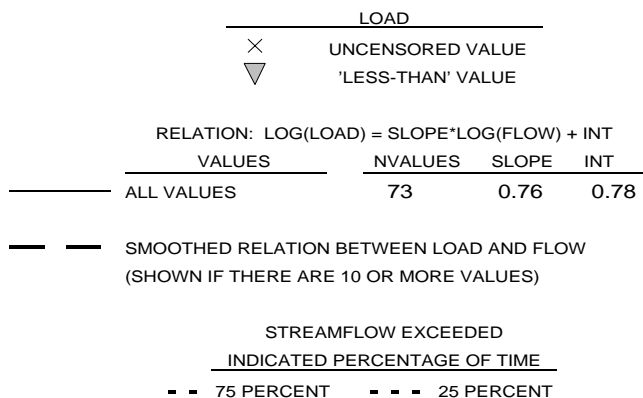 LOAD
UNCENSORED VALUE
'LESS-THAN' VALUE
RELATION: LOG(LOAD) = SLOPE*LOG(FLOW) + INT
VALUES NVALUES SLOPE INT
ALL VALUES 73 0.76 0.78
SMOOTHED RELATION BETWEEN LOAD AND FLOW
(SHOWN IF THERE ARE 10 OR MORE VALUES)
STREAMFLOW EXCEEDED
INDICATED PERCENTAGE OF TIME
75 PERCENT 25 PERCENT